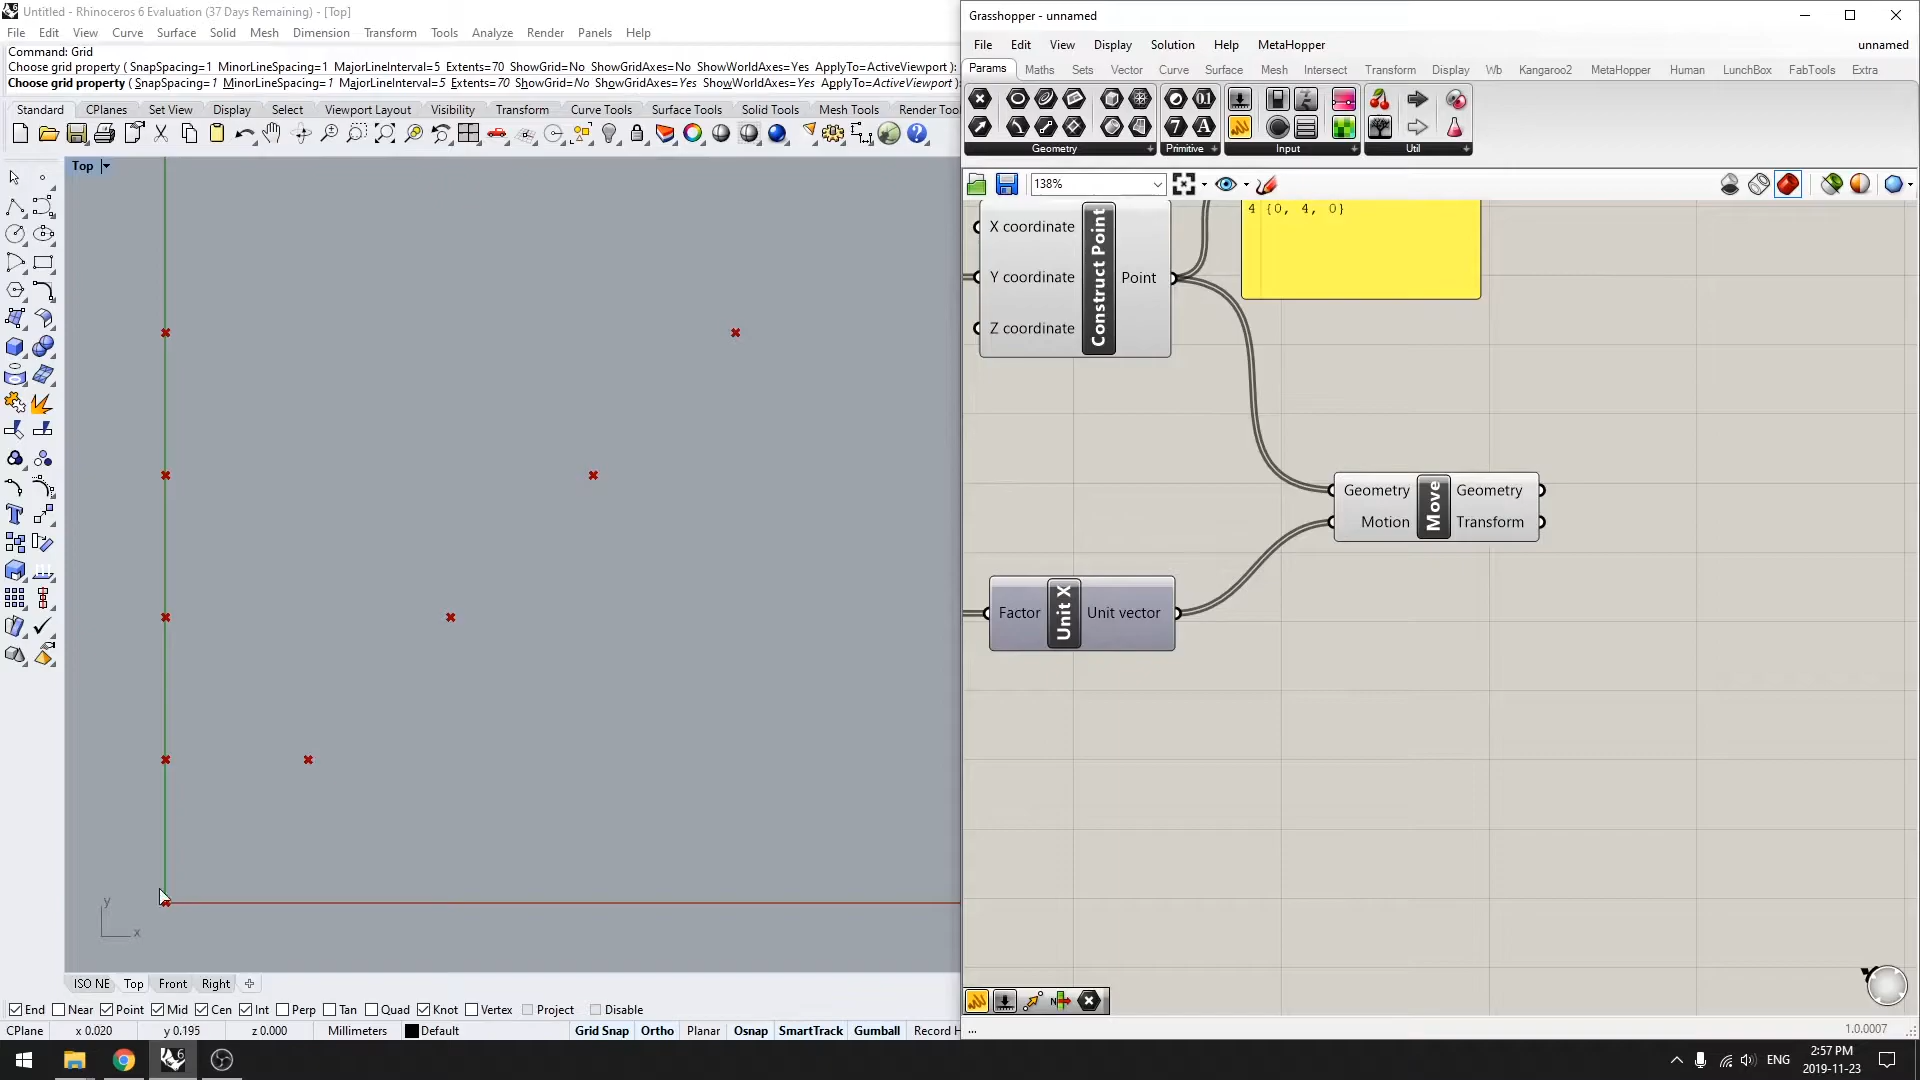 Untitled - Rhinoceros 6 Evaluation (37 Days Remaining) - [Top]
File Edit View Curve Surface Solid Mesh Dimension Transform Tools Analyze Render Panels Help
Command: Grid
Choose grid property ( SnapSpacing=1 MinorLineSpacing=1 MajorLineInterval=5 Extents=70 ShowGrid=No ShowGridAxes=No ShowWorldAxes=Yes ApplyTo=ActiveViewport ):
Choose grid property ( SnapSpacing=1 MinorLineSpacing=1 MajorLineInterval=5 Extents=70 ShowGrid=No ShowGridAxes=Yes ShowWorldAxes=Yes ApplyTo=ActiveViewport ):
Standard CPlanes Set View Display Select Viewport Layout Visibility Transform Curve Tools Surface Tools Solid Tools Mesh Tools Render Too
Top
y
x
ISO NE Top Front Right
End Near Point Mid Cen Int Perp Tan Quad Knot Vertex Project Disable
CPlane x 0.020 y 0.195 z 0.000 Millimeters Default Grid Snap Ortho Planar Osnap SmartTrack Gumball Record H
Grasshopper - unnamed
File Edit View Display Solution Help MetaHopper unnamed
Params Maths Sets Vector Curve Surface Mesh Intersect Transform Display Wb Kangaroo2 MetaHopper Human LunchBox FabTools Extra
Geometry Primitive Input Util
138%
4 {0, 4, 0}
X coordinate
Y coordinate
Z coordinate
Construct Point
Point
Geometry
Motion
Move
Geometry
Transform
Factor
Unit X
Unit vector
...
1.0.0007
ENG
2:57 PM
2019-11-23